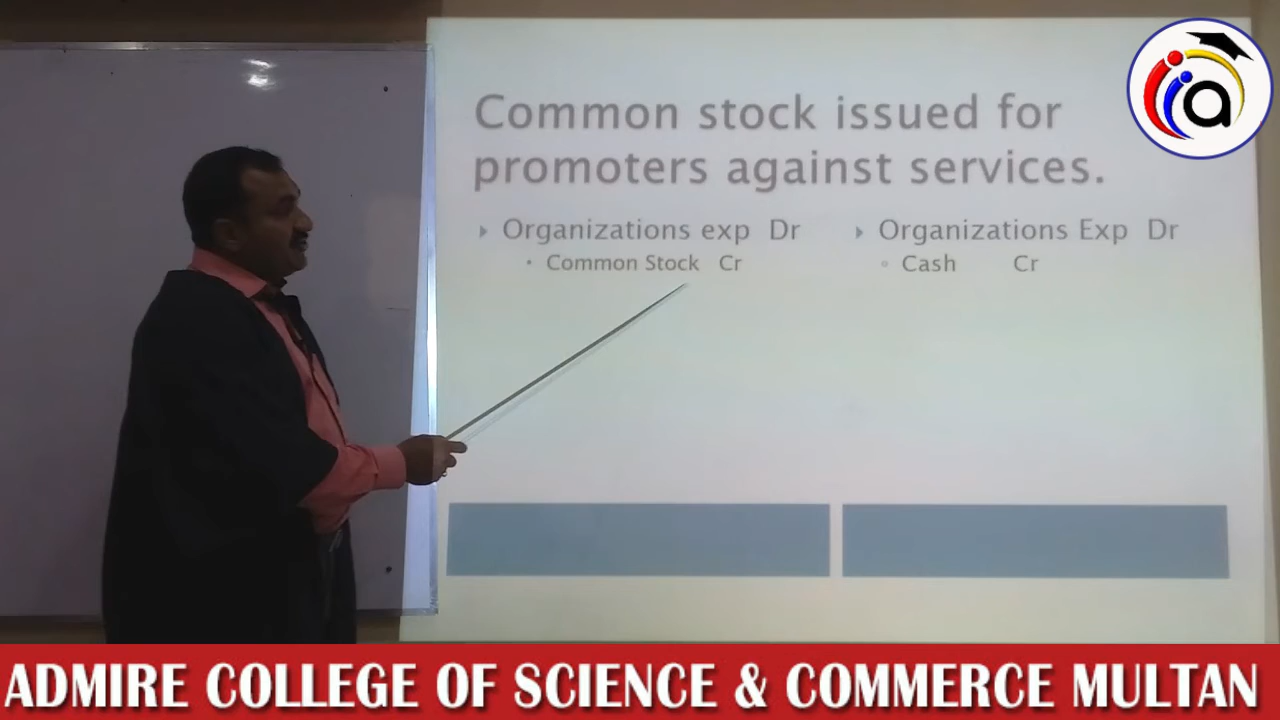 Common stock issued for
promoters against services.
Organizations exp Dr
Common Stock Cr
Organizations Exp Dr
Cash Cr
a
ADMIRE COLLEGE OF SCIENCE & COMMERCE MULTAN